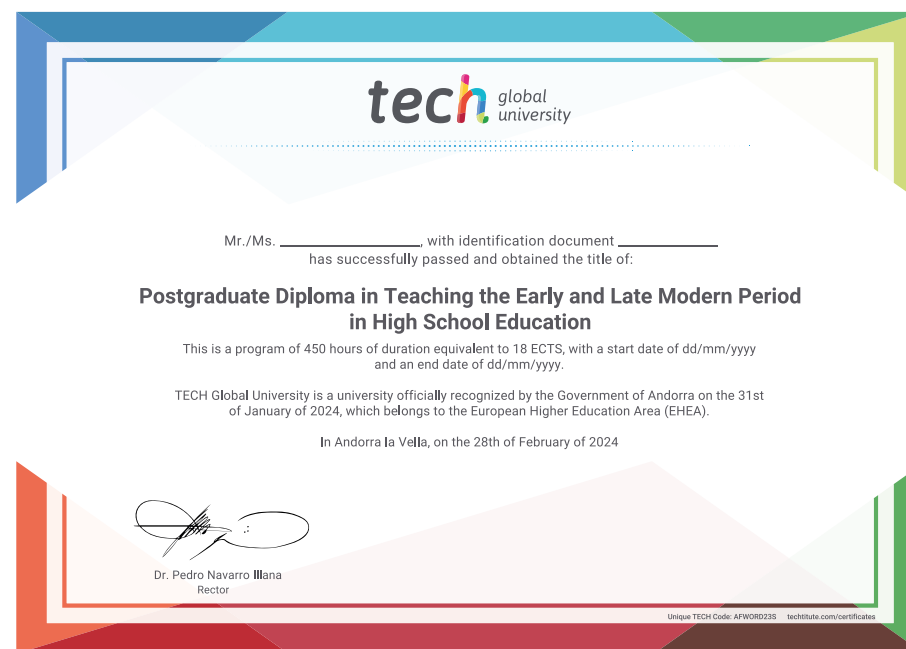 tech global university
Mr./Ms. ____________, with identification document ____________
has successfully passed and obtained the title of:
Postgraduate Diploma in Teaching the Early and Late Modern Period
in High School Education
This is a program of 450 hours of duration equivalent to 18 ECTS, with a start date of dd/mm/yyyy
and an end date of dd/mm/yyyy.
TECH Global University is a university officially recognized by the Government of Andorra on the 31st
of January of 2024, which belongs to the European Higher Education Area (EHEA).
In Andorra la Vella, on the 28th of February of 2024
Dr. Pedro Navarro Illana
Rector
Unique TECH Code: AFWORD23S techtitute.com/certificates